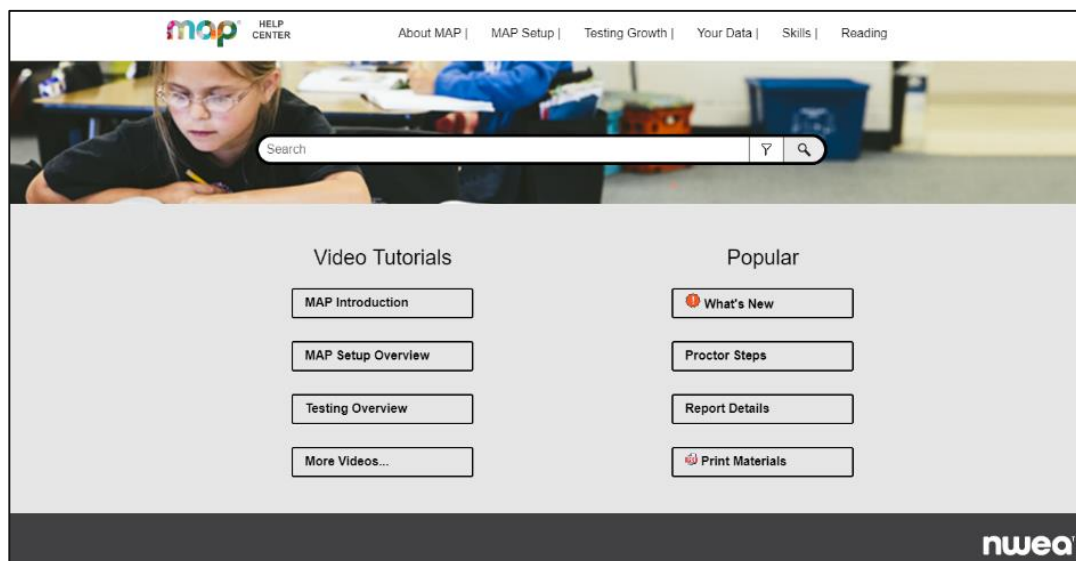 map HELP CENTER
About MAP | MAP Setup | Testing Growth | Your Data | Skills | Reading
Search
Video Tutorials
Popular
MAP Introduction
What's New
MAP Setup Overview
Proctor Steps
Testing Overview
Report Details
More Videos...
Print Materials
nwea